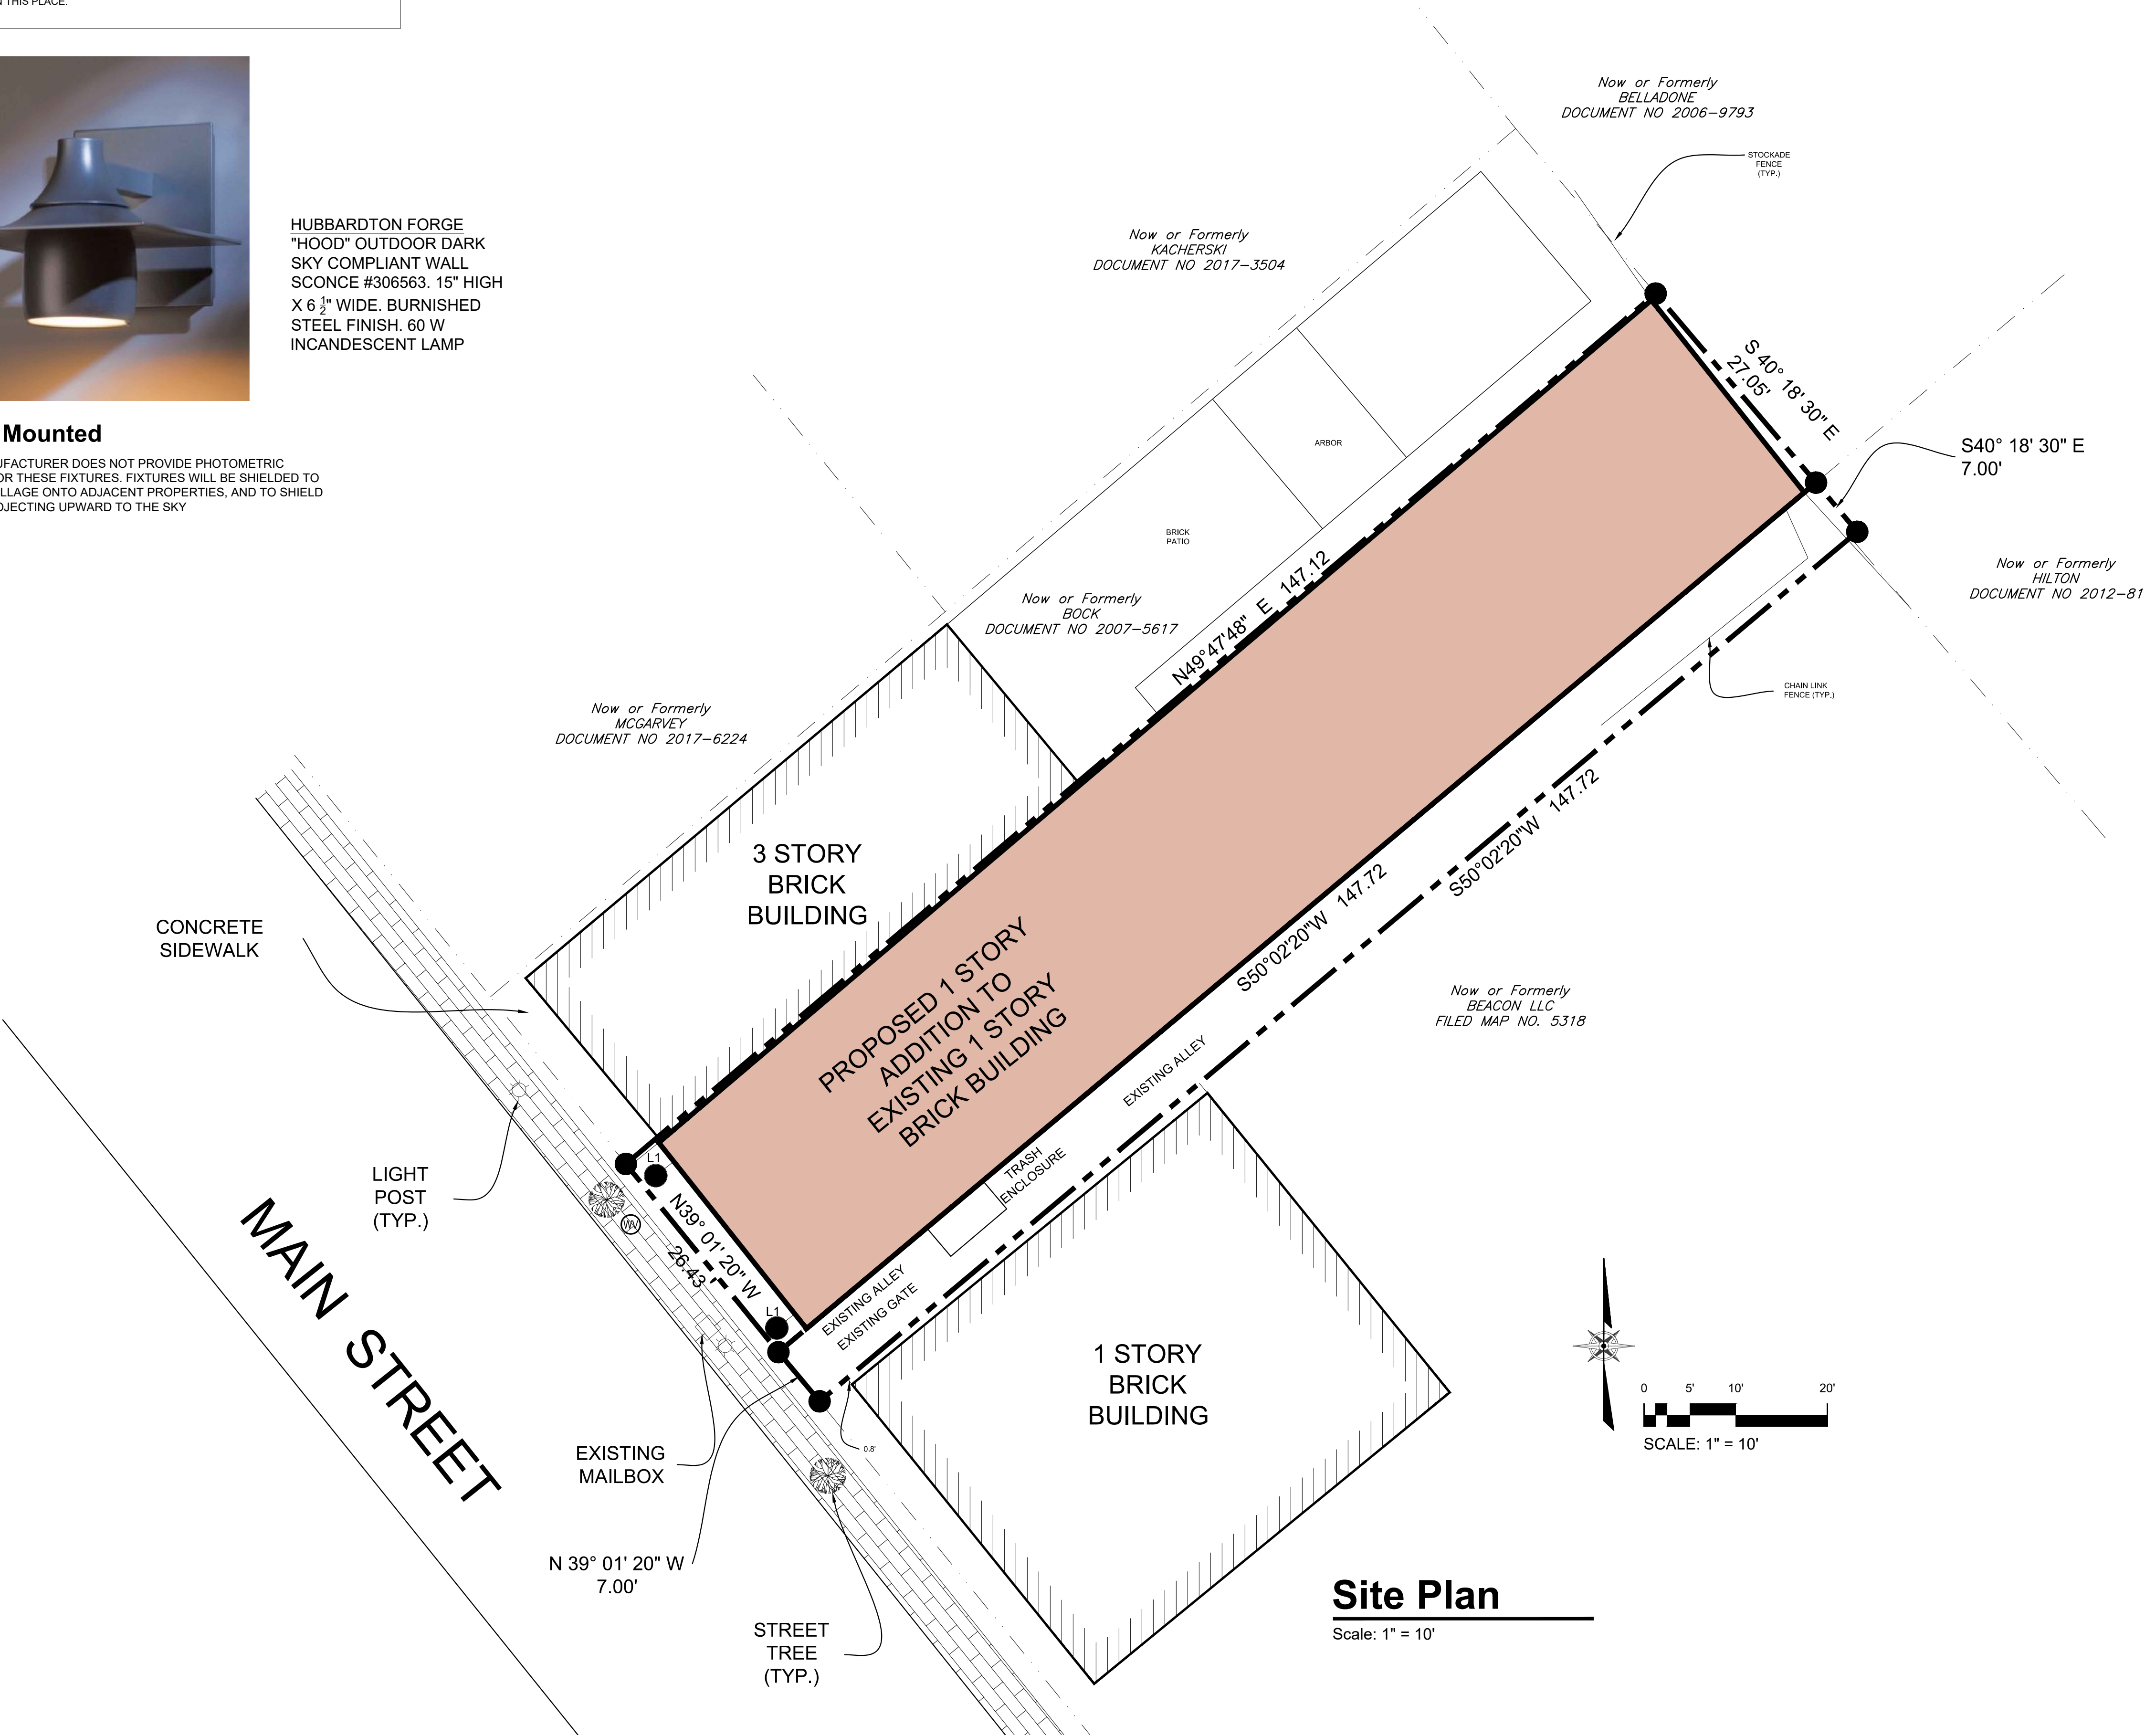 N THIS PLACE.
HUBBARDTON FORGE
"HOOD" OUTDOOR DARK
SKY COMPLIANT WALL
SCONCE #306563. 15" HIGH
X 6 1/2" WIDE. BURNISHED
STEEL FINISH. 60 W
INCANDESCENT LAMP
Mounted
UFACTURER DOES NOT PROVIDE PHOTOMETRIC
OR THESE FIXTURES. FIXTURES WILL BE SHIELDED TO
LLAGE ONTO ADJACENT PROPERTIES, AND TO SHIELD
OJECTING UPWARD TO THE SKY
Now or Formerly
BELLADONE
DOCUMENT NO 2006-9793
STOCKADE
FENCE
(TYP.)
Now or Formerly
KACHERSKI
DOCUMENT NO 2017-3504
S 40° 18' 30" E
27.05'
S40° 18' 30" E
7.00'
ARBOR
BRICK
PATIO
Now or Formerly
HILTON
DOCUMENT NO 2012-81
Now or Formerly
BOCK
DOCUMENT NO 2007-5617
N49°47'48" E 147.12
CHAIN LINK
FENCE (TYP.)
Now or Formerly
MCGARVEY
DOCUMENT NO 2017-6224
S50°02'20"W 147.72
S50°02'20"W 147.72
3 STORY
BRICK
BUILDING
CONCRETE
SIDEWALK
PROPOSED 1 STORY
ADDITION TO
EXISTING 1 STORY
BRICK BUILDING
Now or Formerly
BEACON LLC
FILED MAP NO. 5318
EXISTING ALLEY
TRASH
ENCLOSURE
L1
LIGHT
POST
(TYP.)
N39° 01' 20" W
26.43'
MAIN STREET
L1
EXISTING ALLEY
EXISTING GATE
1 STORY
BRICK
BUILDING
0 5' 10' 20'
SCALE: 1" = 10'
EXISTING
MAILBOX
0.8'
N 39° 01' 20" W
7.00'
STREET
TREE
(TYP.)
Site Plan
Scale: 1" = 10'